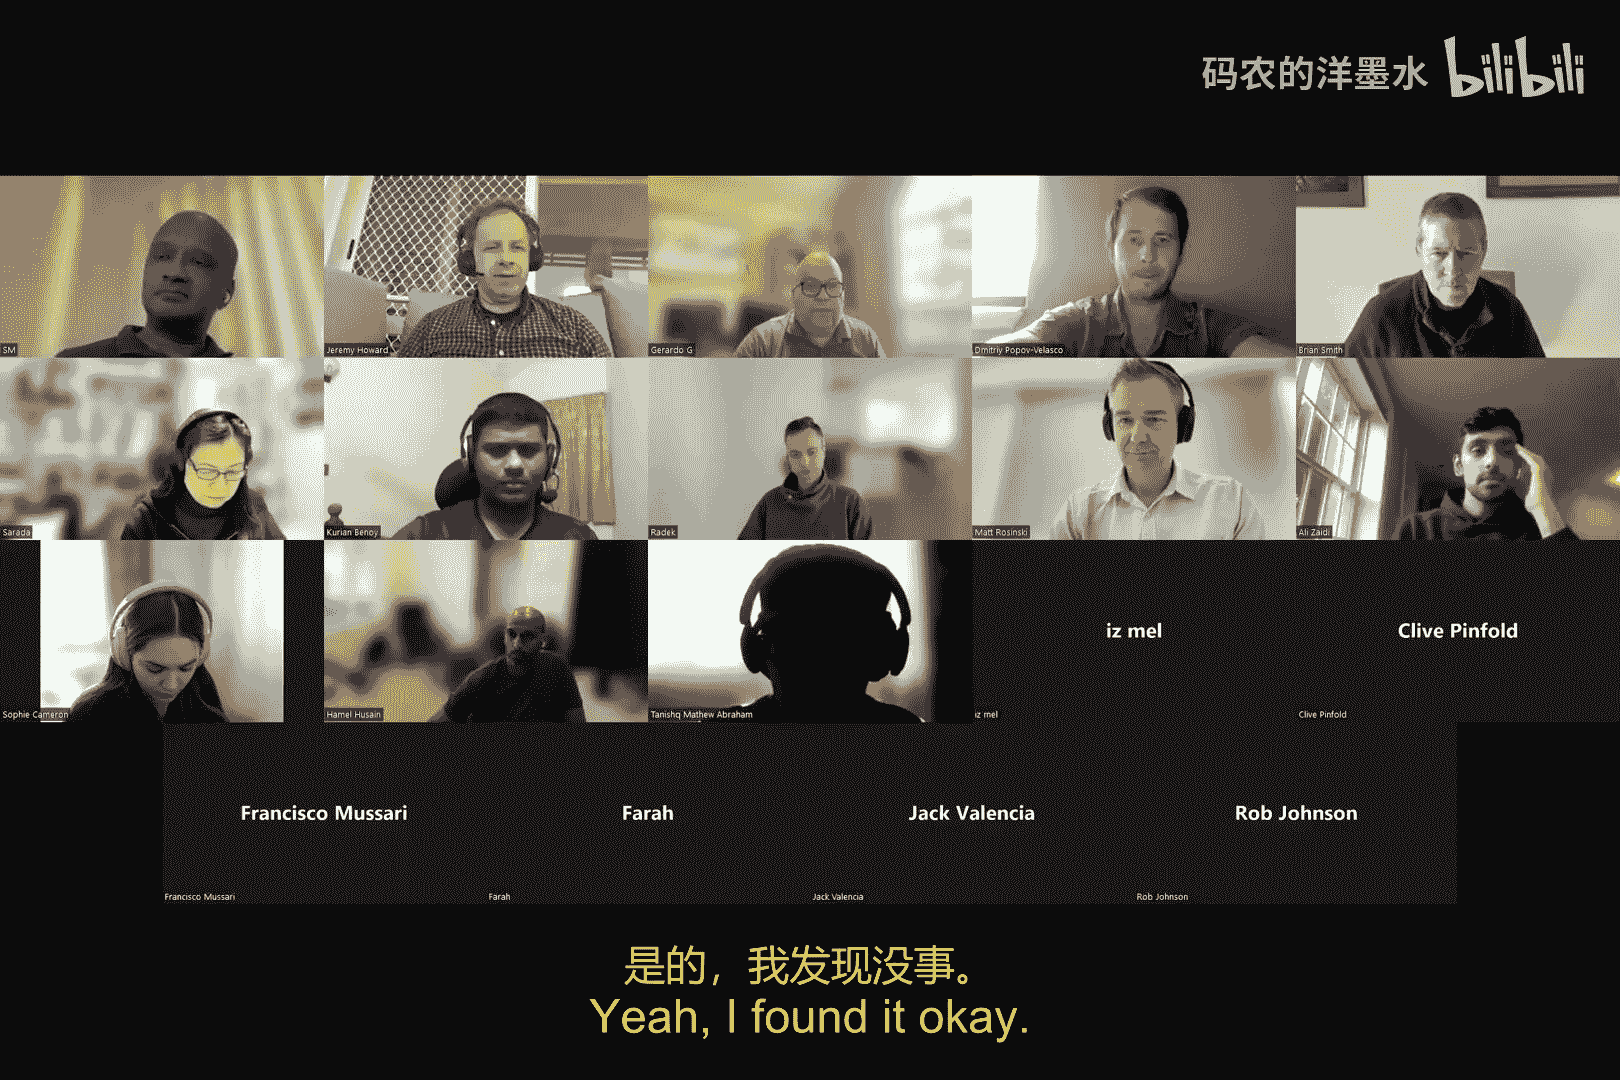 码农的洋墨水 bilibili
SM
Jeremy Howard
Gerardo G
Dmitriy Popov-Velasco
Brian Smith
Sarada
Kurian Benoy
Radek
Matt Rosinski
Ali Zaidi
iz mel
Clive Pinfold
Sophie Cameron
Hamel Husain
Tanishq Mathew Abraham
iz mel
Clive Pinfold
Francisco Mussari
Farah
Jack Valencia
Rob Johnson
Francisco Mussari
Farah
Jack Valencia
Rob Johnson
是的，我发现没事。
Yeah, I found it okay.